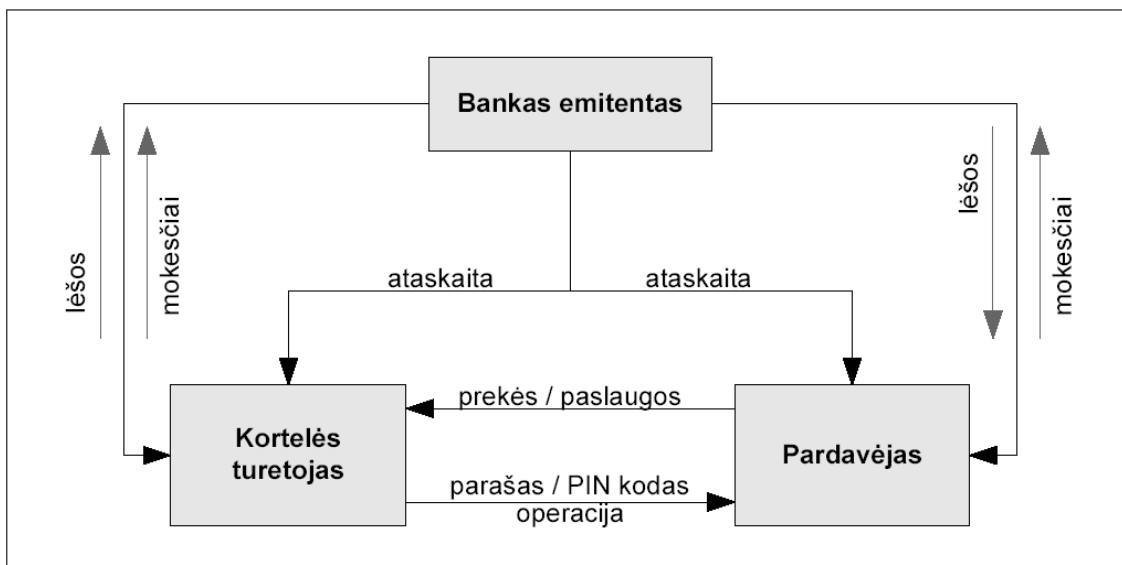 Bankas emitentas
lėšos
mokesčiai
lėšos
mokesčiai
ataskaita
ataskaita
prekės / paslaugos
Kortelės
turetojas
Pardavėjas
parašas / PIN kodas
operacija